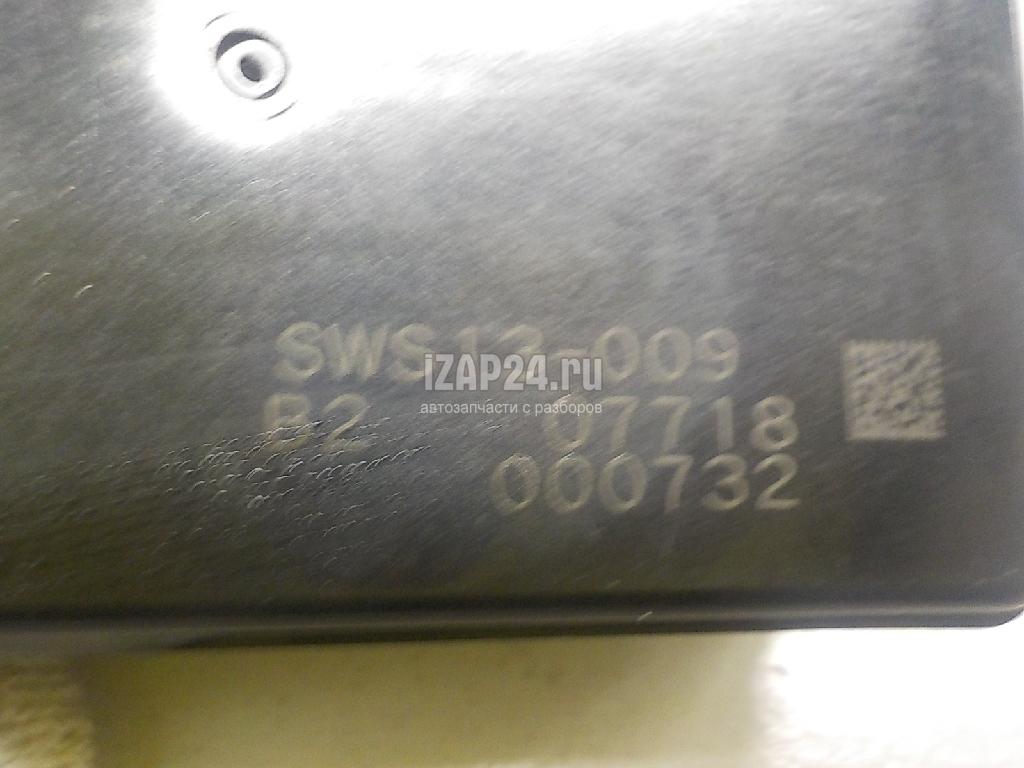 SWS13-009
iZAP24.ru
автозапчасти с разборов
B2 07718
000732